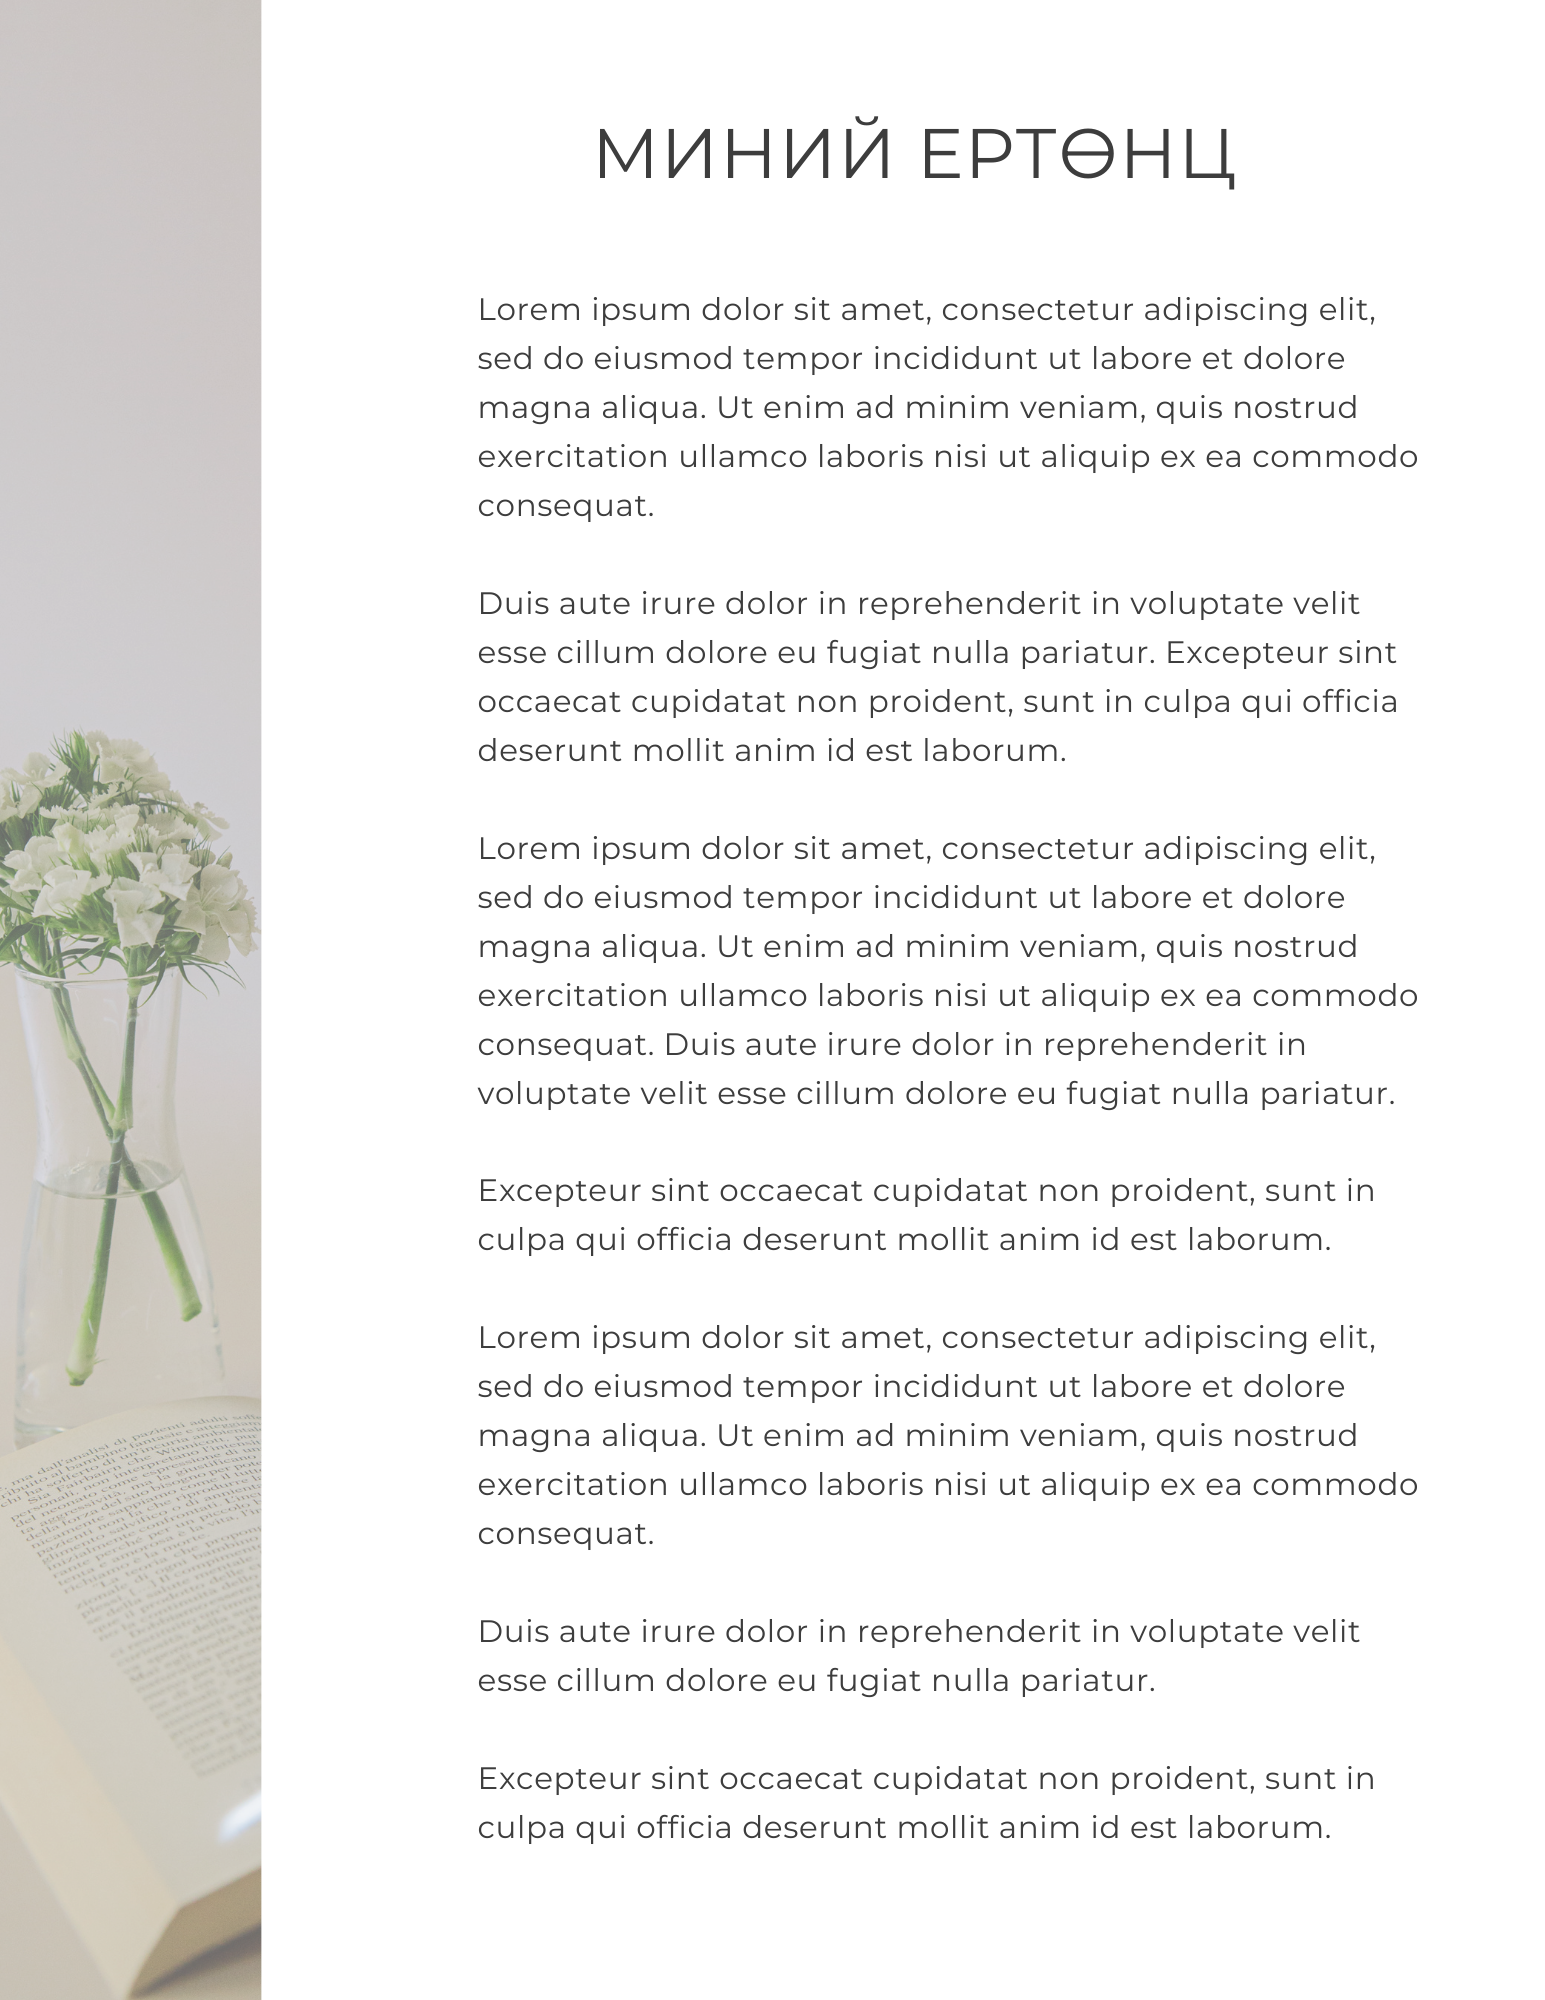 МИНИЙ ЕРТӨНЦ
Lorem ipsum dolor sit amet, consectetur adipiscing elit,
sed do eiusmod tempor incididunt ut labore et dolore
magna aliqua. Ut enim ad minim veniam, quis nostrud
exercitation ullamco laboris nisi ut aliquip ex ea commodo
consequat.
Duis aute irure dolor in reprehenderit in voluptate velit
esse cillum dolore eu fugiat nulla pariatur. Excepteur sint
occaecat cupidatat non proident, sunt in culpa qui officia
deserunt mollit anim id est laborum.
Lorem ipsum dolor sit amet, consectetur adipiscing elit,
sed do eiusmod tempor incididunt ut labore et dolore
magna aliqua. Ut enim ad minim veniam, quis nostrud
exercitation ullamco laboris nisi ut aliquip ex ea commodo
consequat. Duis aute irure dolor in reprehenderit in
voluptate velit esse cillum dolore eu fugiat nulla pariatur.
Excepteur sint occaecat cupidatat non proident, sunt in
culpa qui officia deserunt mollit anim id est laborum.
Lorem ipsum dolor sit amet, consectetur adipiscing elit,
sed do eiusmod tempor incididunt ut labore et dolore
magna aliqua. Ut enim ad minim veniam, quis nostrud
exercitation ullamco laboris nisi ut aliquip ex ea commodo
consequat.
Duis aute irure dolor in reprehenderit in voluptate velit
esse cillum dolore eu fugiat nulla pariatur.
Excepteur sint occaecat cupidatat non proident, sunt in
culpa qui officia deserunt mollit anim id est laborum.